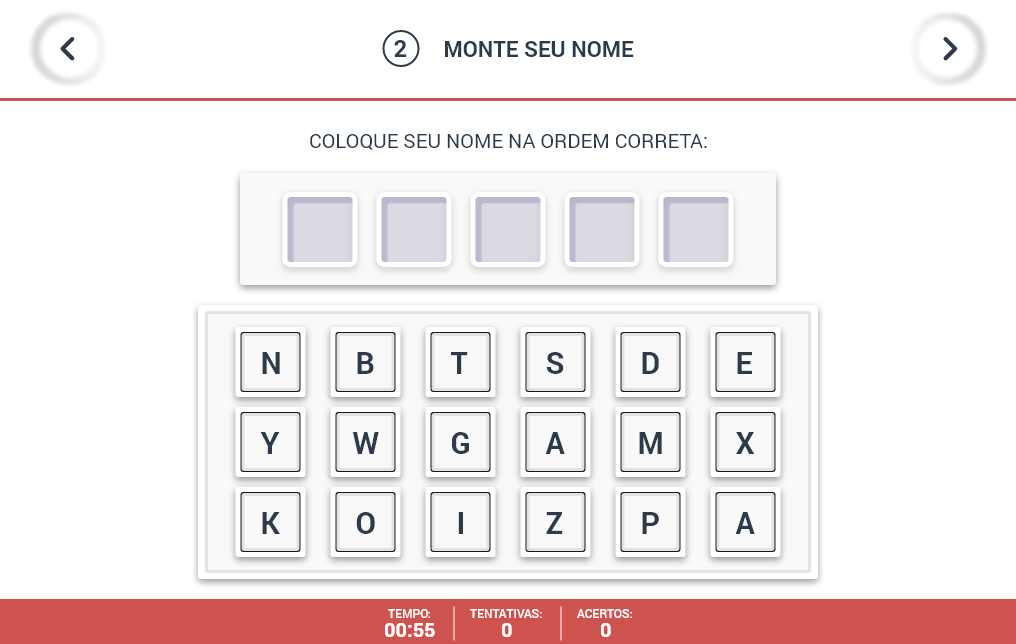 2 MONTE SEU NOME
COLOQUE SEU NOME NA ORDEM CORRETA:
N B T S D E
Y W G A M X
K O I Z P A
TEMPO: TENTATIVAS: ACERTOS:
00:55 0 0